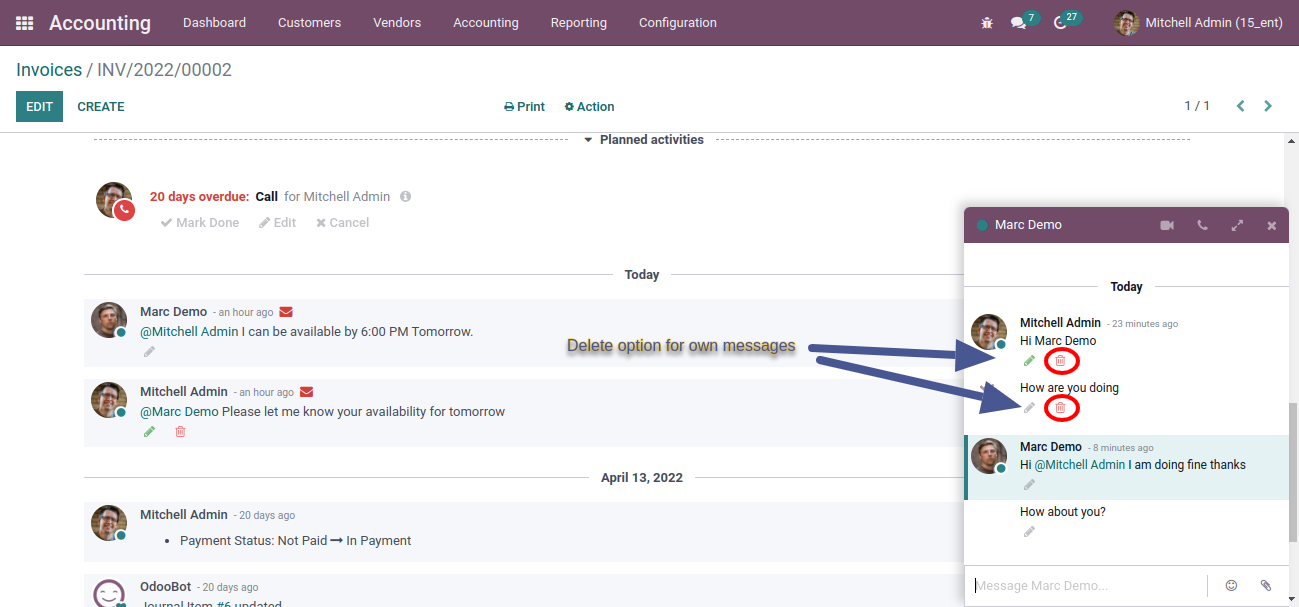 Accounting Dashboard Customers Vendors Accounting Reporting Configuration 7 27 Mitchell Admin (15_ent)
Invoices / INV/2022/00002
EDIT CREATE Print Action 1 / 1
Planned activities
20 days overdue: Call for Mitchell Admin
Mark Done Edit Cancel
Today
Marc Demo - an hour ago
@Mitchell Admin I can be available by 6:00 PM Tomorrow.
Mitchell Admin - an hour ago
@Marc Demo Please let me know your availability for tomorrow
April 13, 2022
Mitchell Admin - 20 days ago
• Payment Status: Not Paid → In Payment
OdooBot - 20 days ago
Journal Item #6 updated
Delete option for own messages
Marc Demo
Today
Mitchell Admin - 23 minutes ago
Hi Marc Demo
How are you doing
Marc Demo - 8 minutes ago
Hi @Mitchell Admin I am doing fine thanks
How about you?
Message Marc Demo...